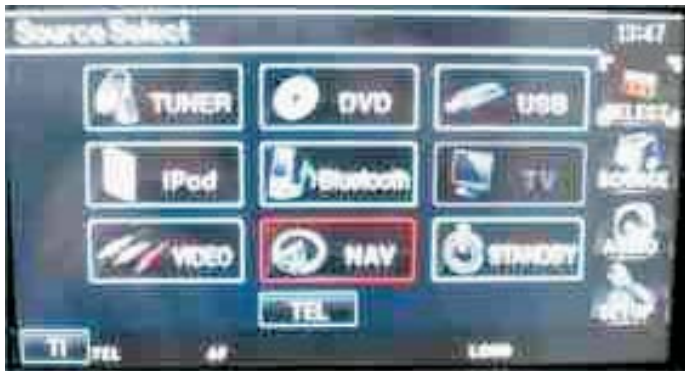 Source Select 13:47
TUNER DVD USB SELECT
iPod Bluetooth TV SOURCE
VIDEO NAV STANDBY AUDIO
TEL SETUP
TI TEL AF LOUD